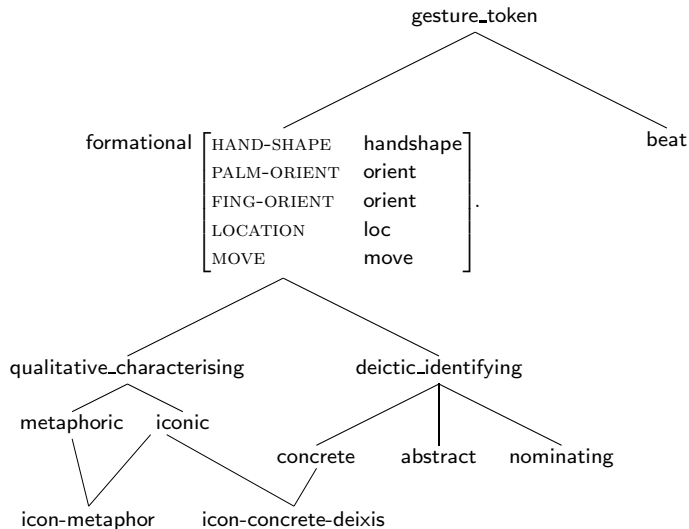 gesture_token
formational HAND-SHAPE handshape beat
PALM-ORIENT orient
FING-ORIENT orient .
LOCATION loc
MOVE move
qualitative_characterising deictic_identifying
metaphoric iconic
concrete abstract nominating
icon-metaphor icon-concrete-deixis